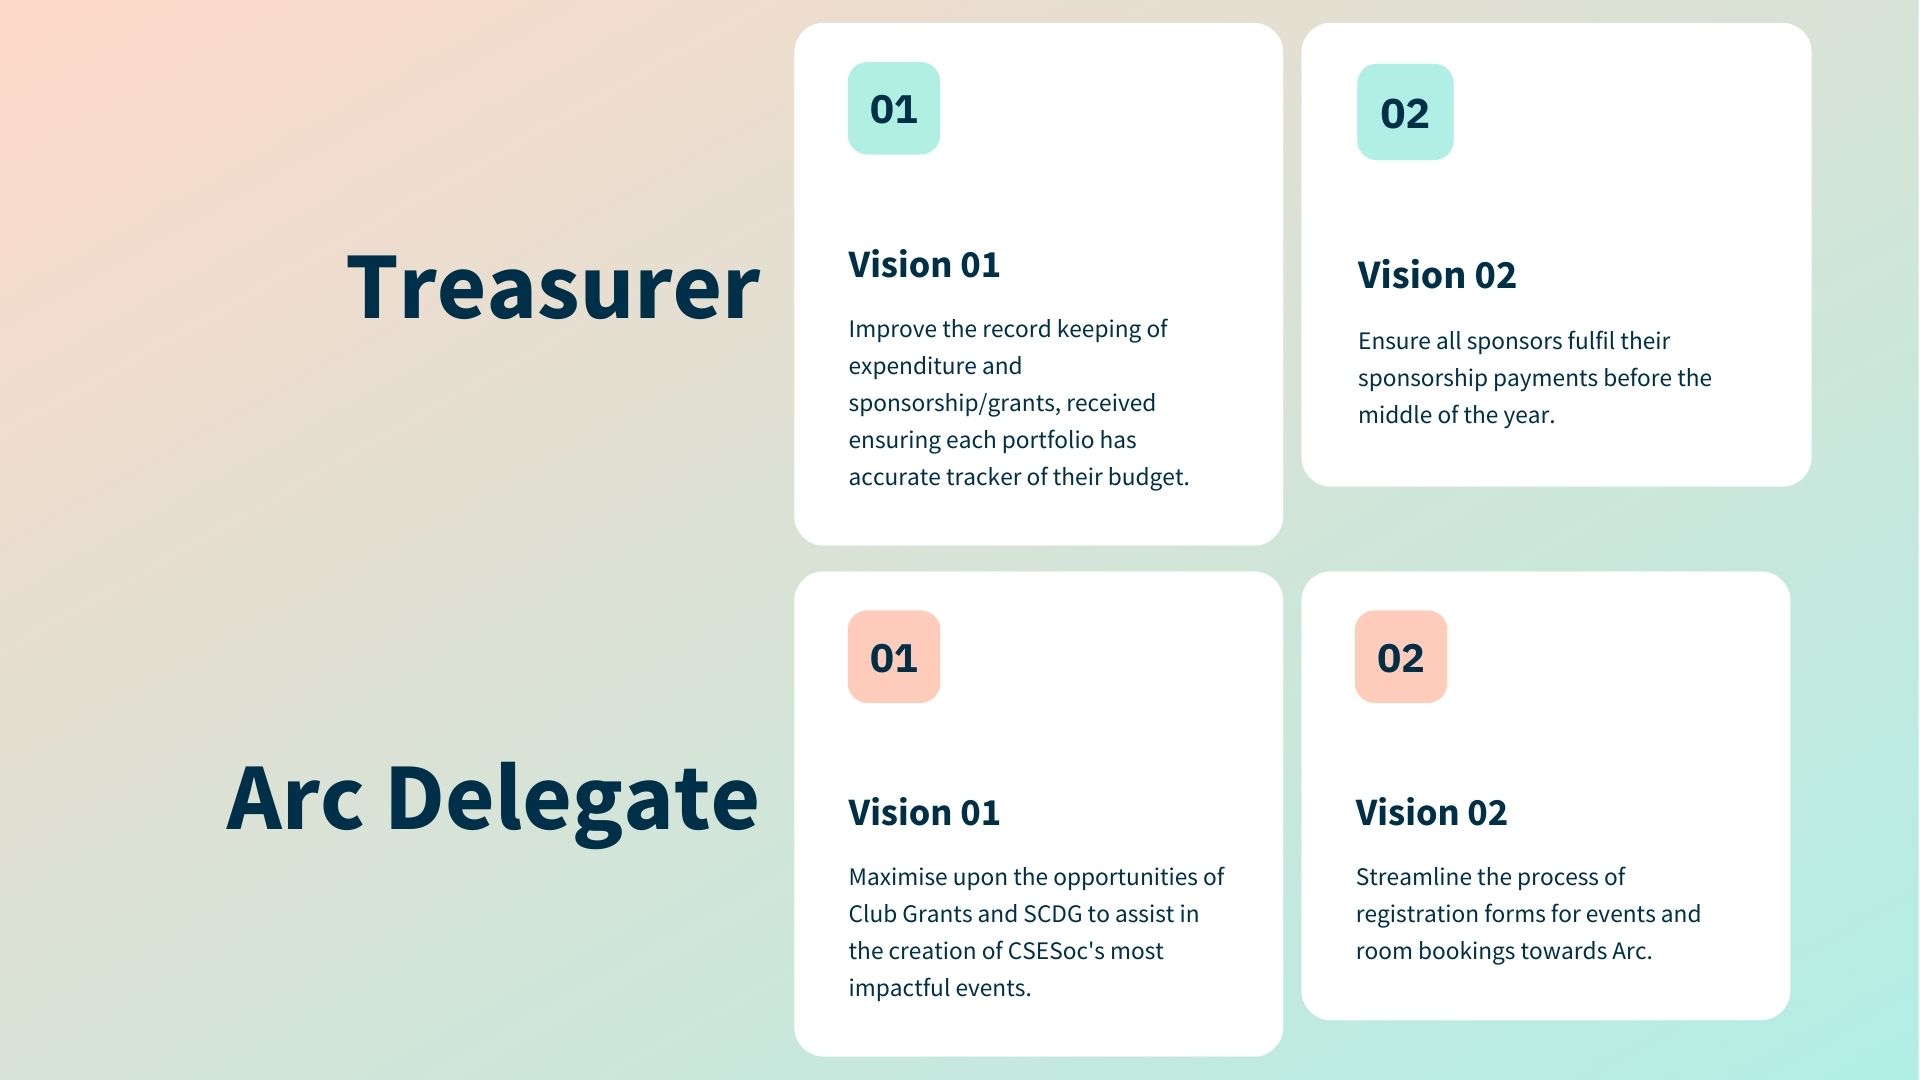 Treasurer
01
Vision 01
Improve the record keeping of
expenditure and
sponsorship/grants, received
ensuring each portfolio has
accurate tracker of their budget.
02
Vision 02
Ensure all sponsors fulfil their
sponsorship payments before the
middle of the year.
Arc Delegate
01
Vision 01
Maximise upon the opportunities of
Club Grants and SCDG to assist in
the creation of CSESoc's most
impactful events.
02
Vision 02
Streamline the process of
registration forms for events and
room bookings towards Arc.